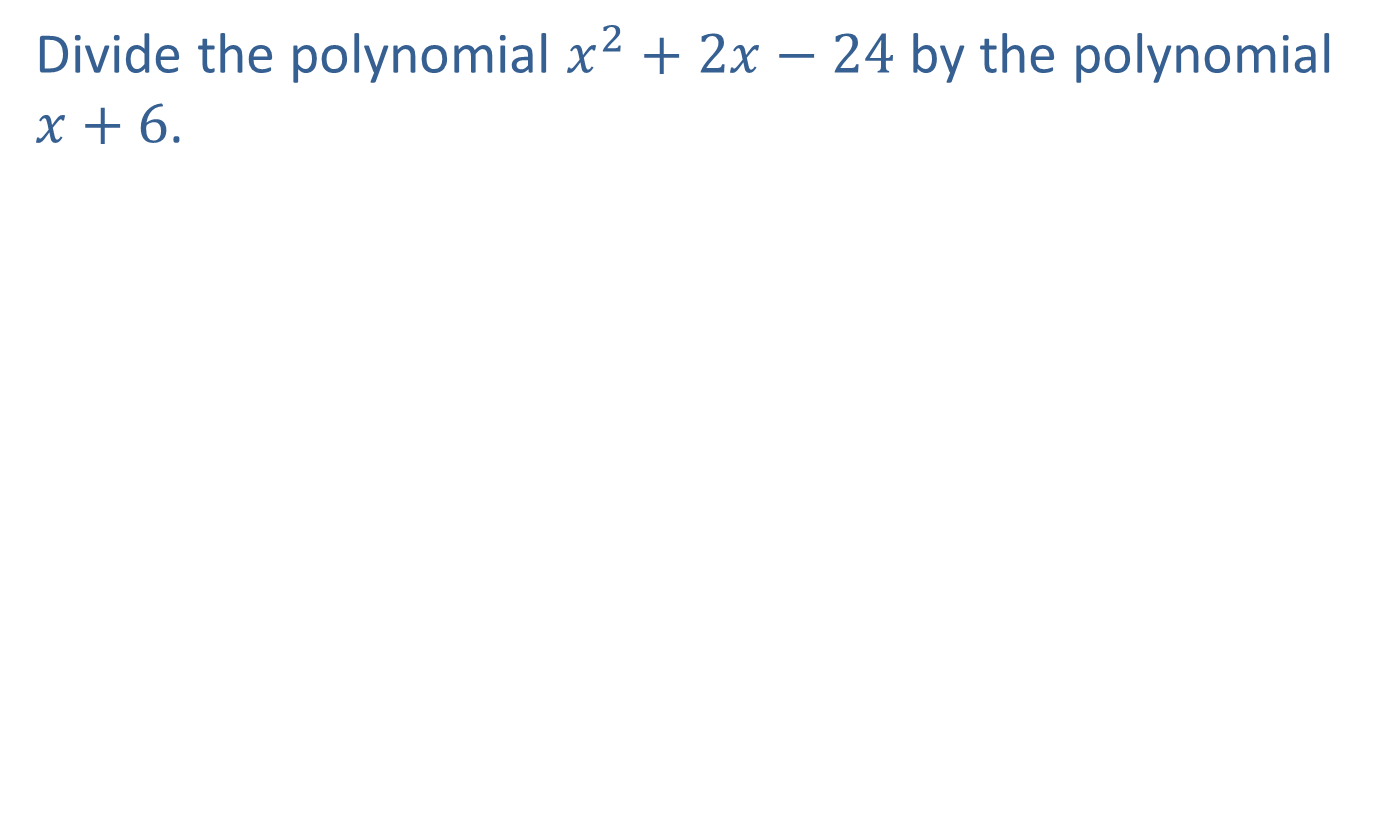 Divide the polynomial 𝑥² + 2𝑥 − 24 by the polynomial
𝑥 + 6.